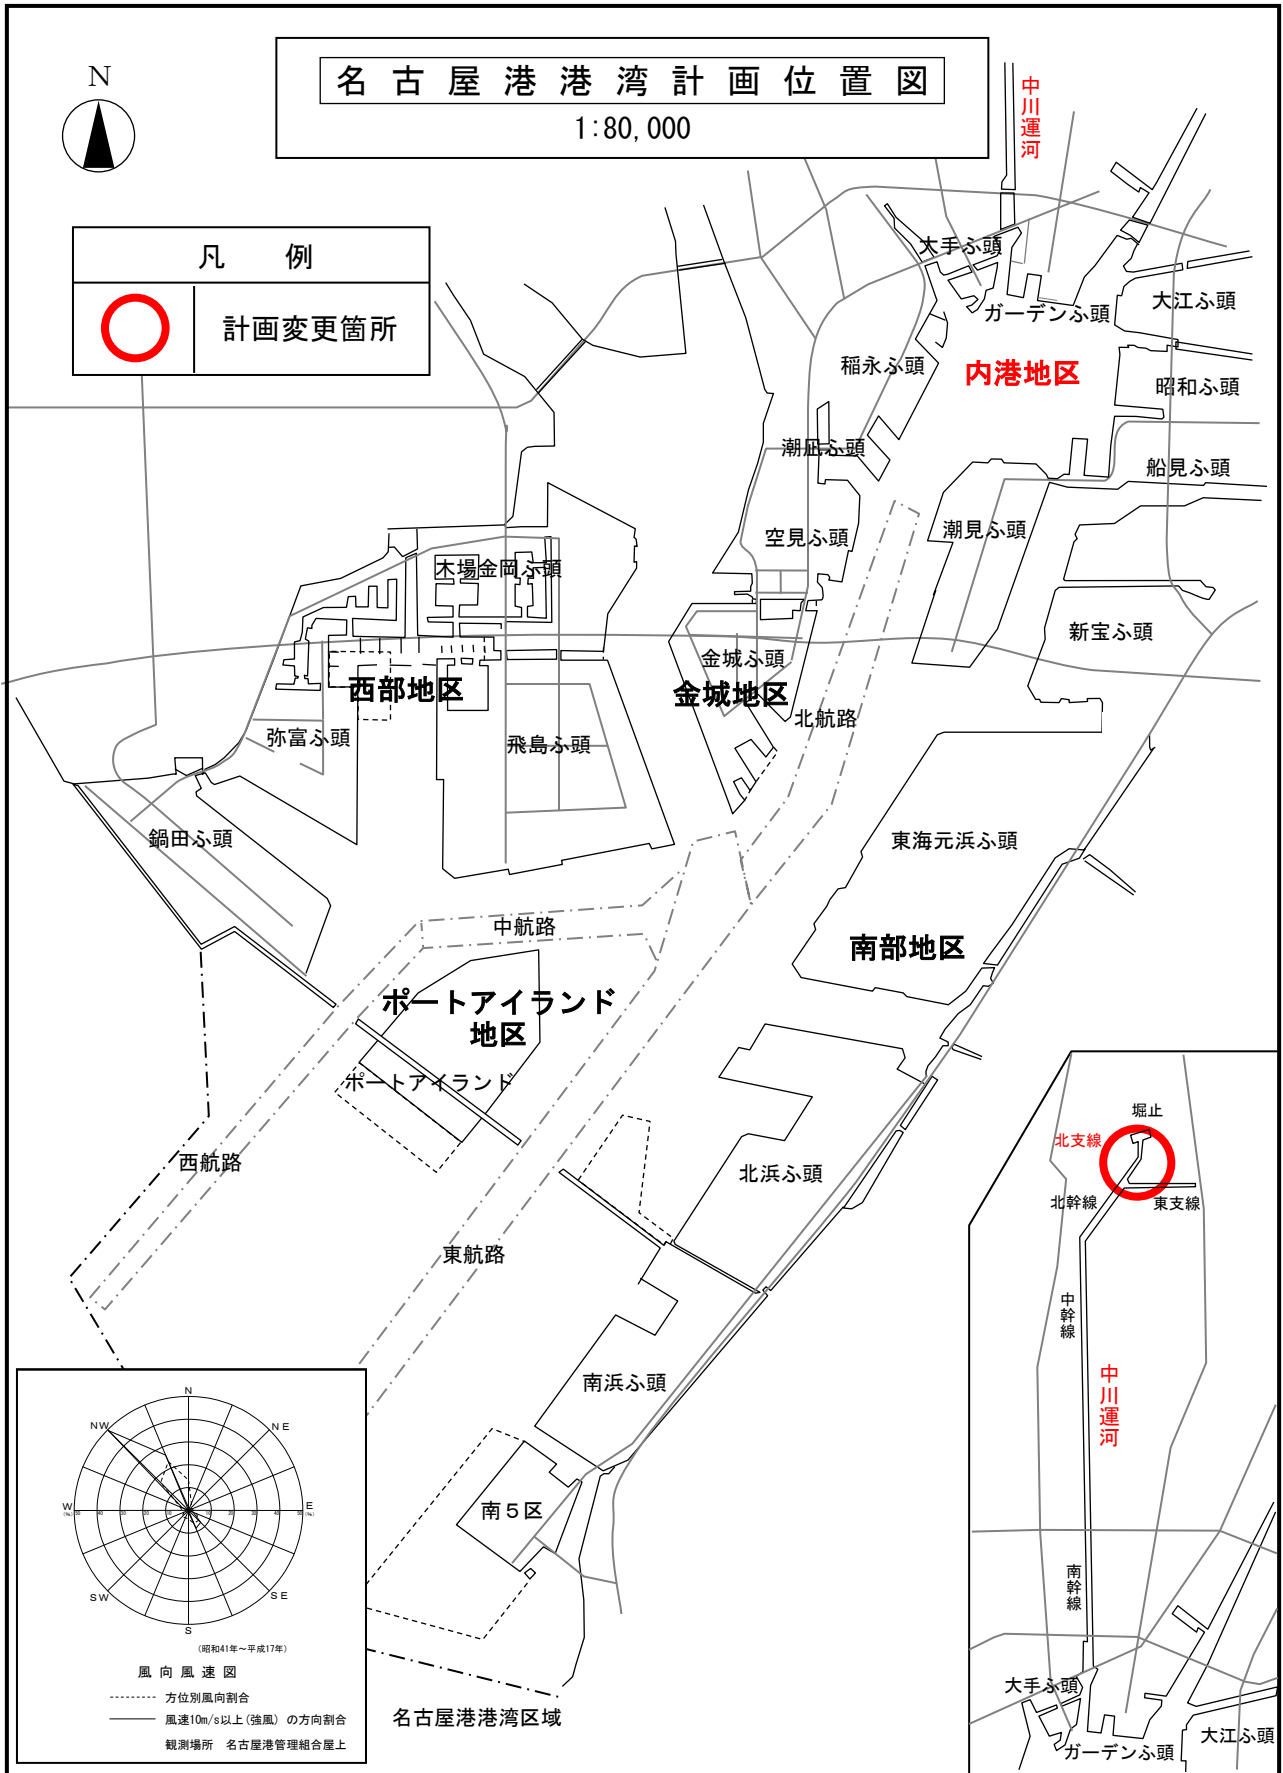 名古屋港港湾計画位置図
1:80,000
N
凡 例
計画変更箇所
中川運河
大手ふ頭
ガーデンふ頭
大江ふ頭
稲永ふ頭
内港地区
昭和ふ頭
潮凪ふ頭
船見ふ頭
空見ふ頭
潮見ふ頭
木場金岡ふ頭
新宝ふ頭
金城ふ頭
西部地区
金城地区
北航路
弥富ふ頭
飛島ふ頭
鍋田ふ頭
東海元浜ふ頭
中航路
南部地区
ポートアイランド
地区
ポートアイランド
西航路
北浜ふ頭
東航路
南浜ふ頭
南5区
名古屋港港湾区域
堀止
北支線
北幹線
東支線
中幹線
中川運河
南幹線
大手ふ頭
ガーデンふ頭
大江ふ頭
N
NW
NE
W
E
SW
SE
S
(昭和41年～平成17年)
風向風速図
方位別風向割合
風速10m/s以上(強風)の方向割合
観測場所 名古屋港管理組合屋上